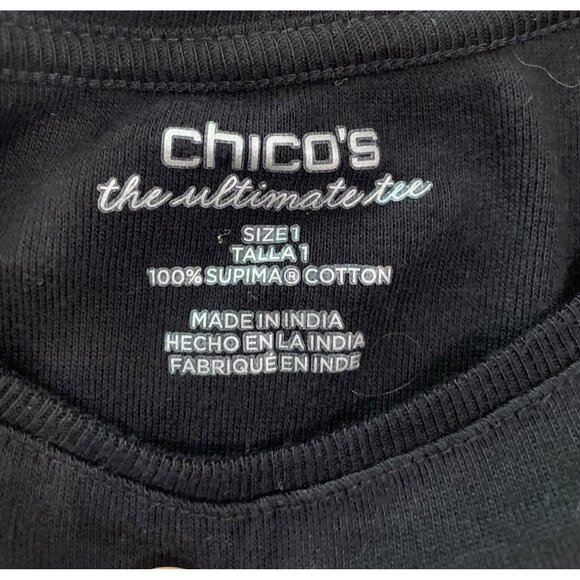 chico's
the ultimate tee
SIZE 1
TALLA 1
100% SUPIMA® COTTON
MADE IN INDIA
HECHO EN LA INDIA
FABRIQUÉ EN INDE